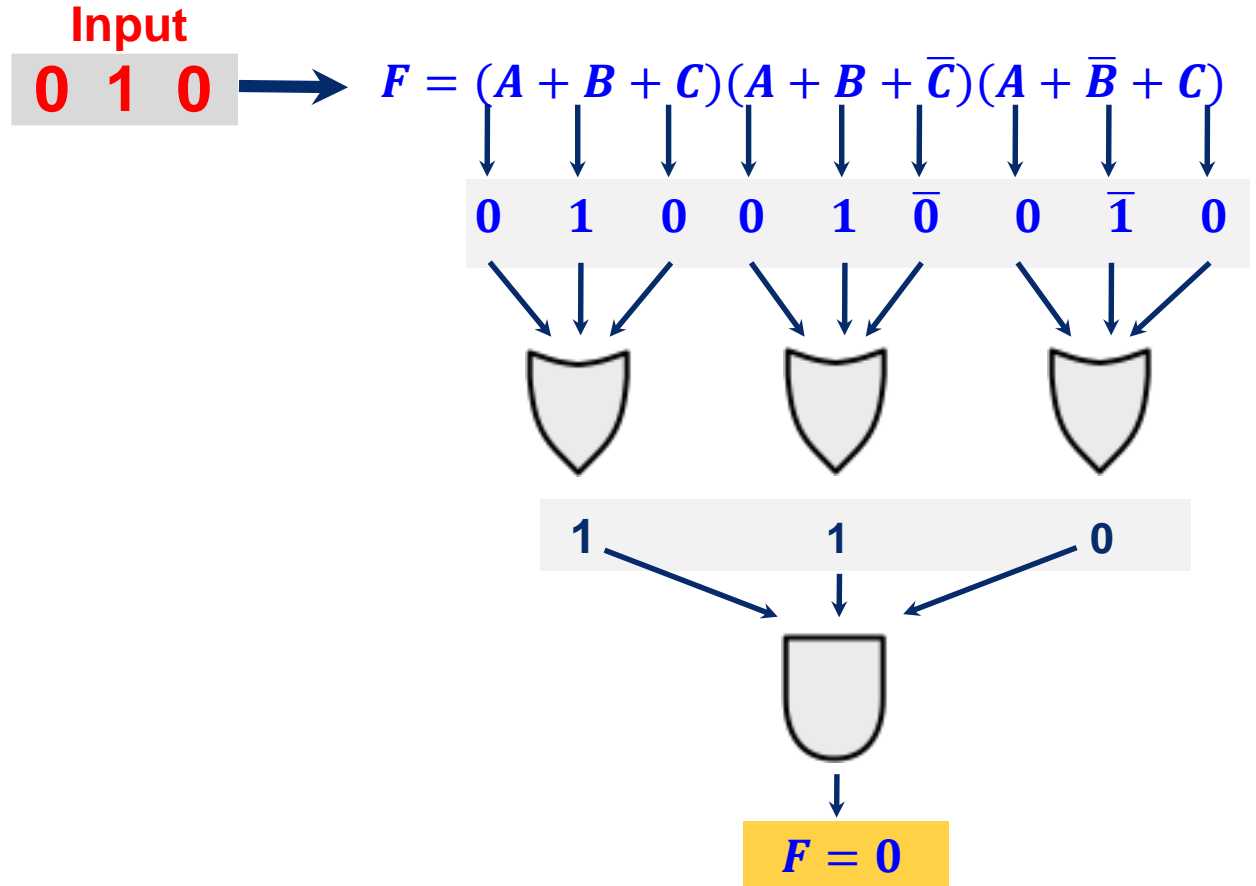 Input
0 1 0
F = (A + B + C)(A + B + C̅)(A + B̅ + C)
0 1 0 0 1 0̅ 0 1̅ 0
1 1 0
F = 0